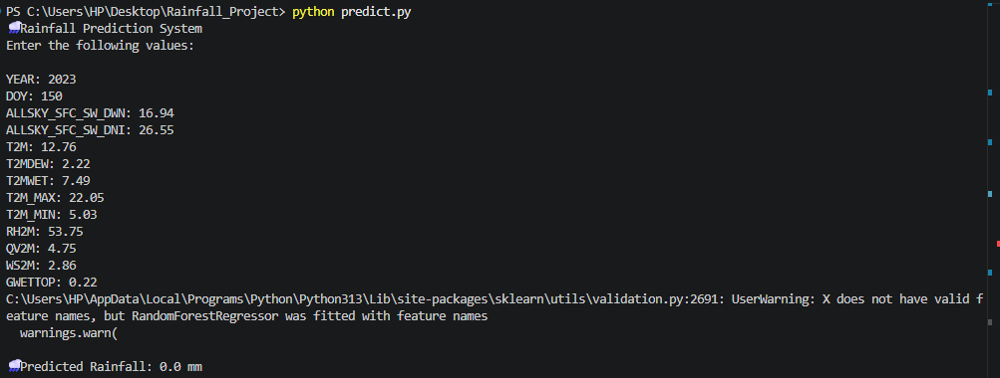 PS C:\Users\HP\Desktop\Rainfall_Project> python predict.py
🌧️Rainfall Prediction System
Enter the following values:
YEAR: 2023
DOY: 150
ALLSKY_SFC_SW_DWN: 16.94
ALLSKY_SFC_SW_DNI: 26.55
T2M: 12.76
T2MDEW: 2.22
T2MWET: 7.49
T2M_MAX: 22.05
T2M_MIN: 5.03
RH2M: 53.75
QV2M: 4.75
WS2M: 2.86
GWETTOP: 0.22
C:\Users\HP\AppData\Local\Programs\Python\Python313\Lib\site-packages\sklearn\utils\validation.py:2691: UserWarning: X does not have valid f
eature names, but RandomForestRegressor was fitted with feature names
  warnings.warn(
🌧️Predicted Rainfall: 0.0 mm